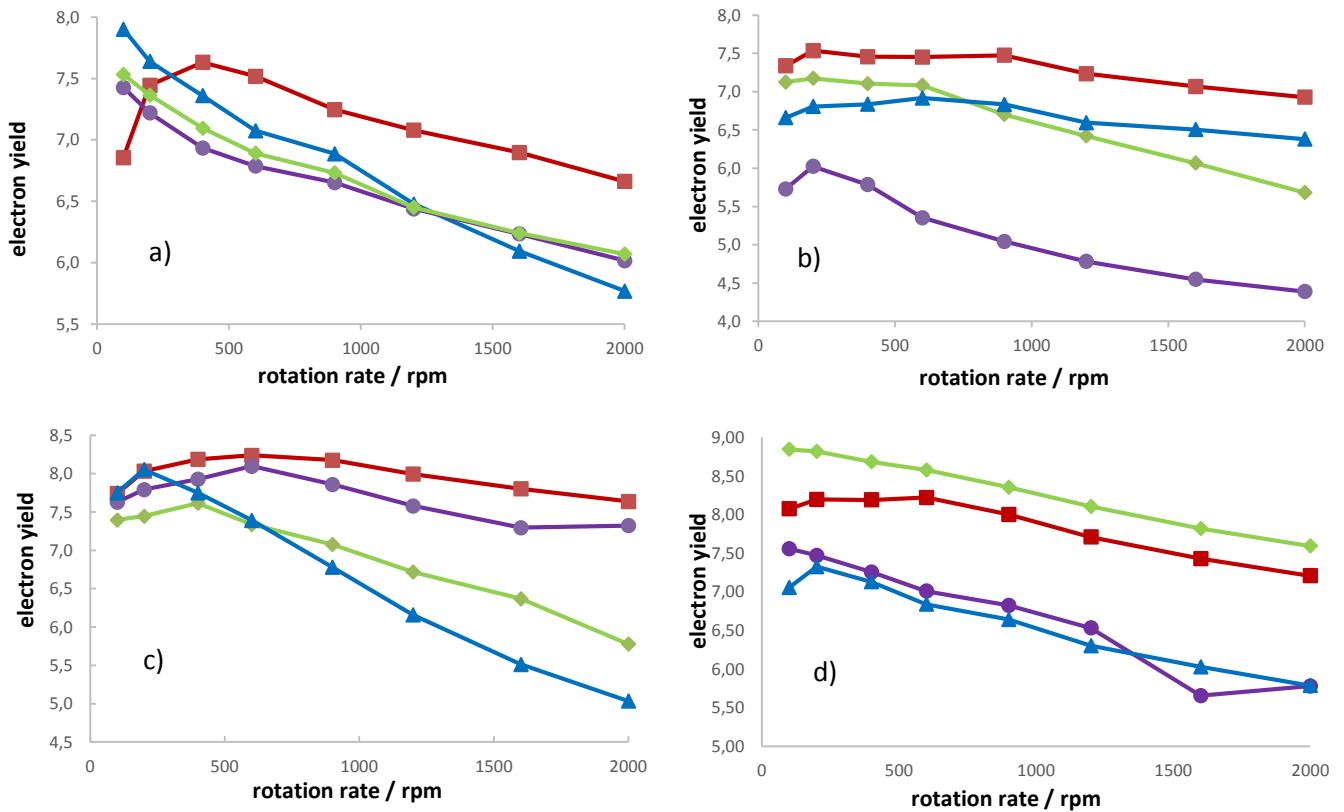 8,0
7,5
7,0
6,5
6,0
5,5
electron yield
a)
0 500 1000 1500 2000
rotation rate / rpm
8,0
7,5
7,0
6,5
6,0
5,5
5,0
4,5
4,0
electron yield
b)
0 500 1000 1500 2000
rotation rate / rpm
8,5
8,0
7,5
7,0
6,5
6,0
5,5
5,0
4,5
electron yield
c)
0 500 1000 1500 2000
rotation rate / rpm
9,00
8,50
8,00
7,50
7,00
6,50
6,00
5,50
5,00
electron yield
d)
0 500 1000 1500 2000
rotation rate / rpm